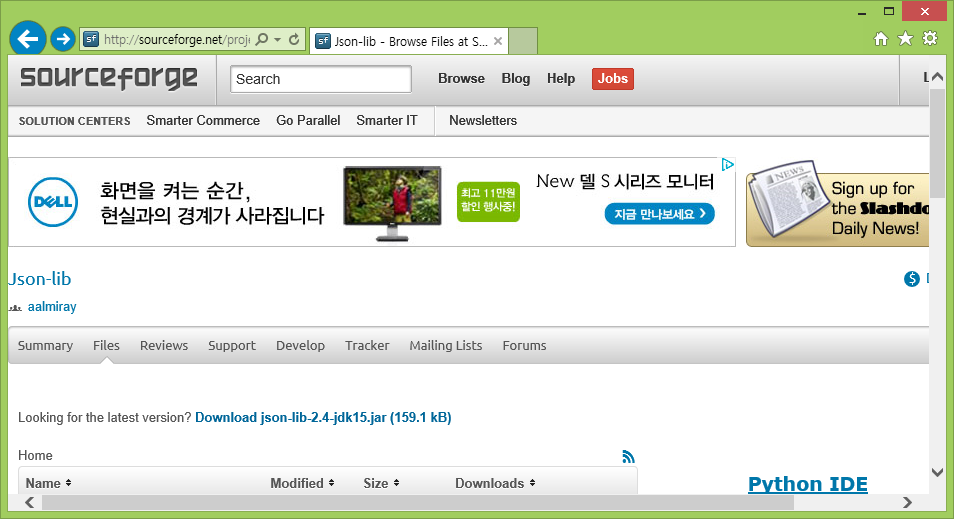 http://sourceforge.net/proj
Json-lib - Browse Files at S...
sourceforge
Search
Browse
Blog
Help
Jobs
SOLUTION CENTERS
Smarter Commerce
Go Parallel
Smarter IT
Newsletters
DELL
화면을 켜는 순간,
현실과의 경계가 사라집니다
최고 11만원
할인 행사중!
New 델 S 시리즈 모니터
지금 만나보세요
NEWS
Sign up for
the Slashdo
Daily News!
Json-lib
aalmiray
Summary
Files
Reviews
Support
Develop
Tracker
Mailing Lists
Forums
Looking for the latest version? Download json-lib-2.4-jdk15.jar (159.1 kB)
Home
Name
Modified
Size
Downloads
Python IDE